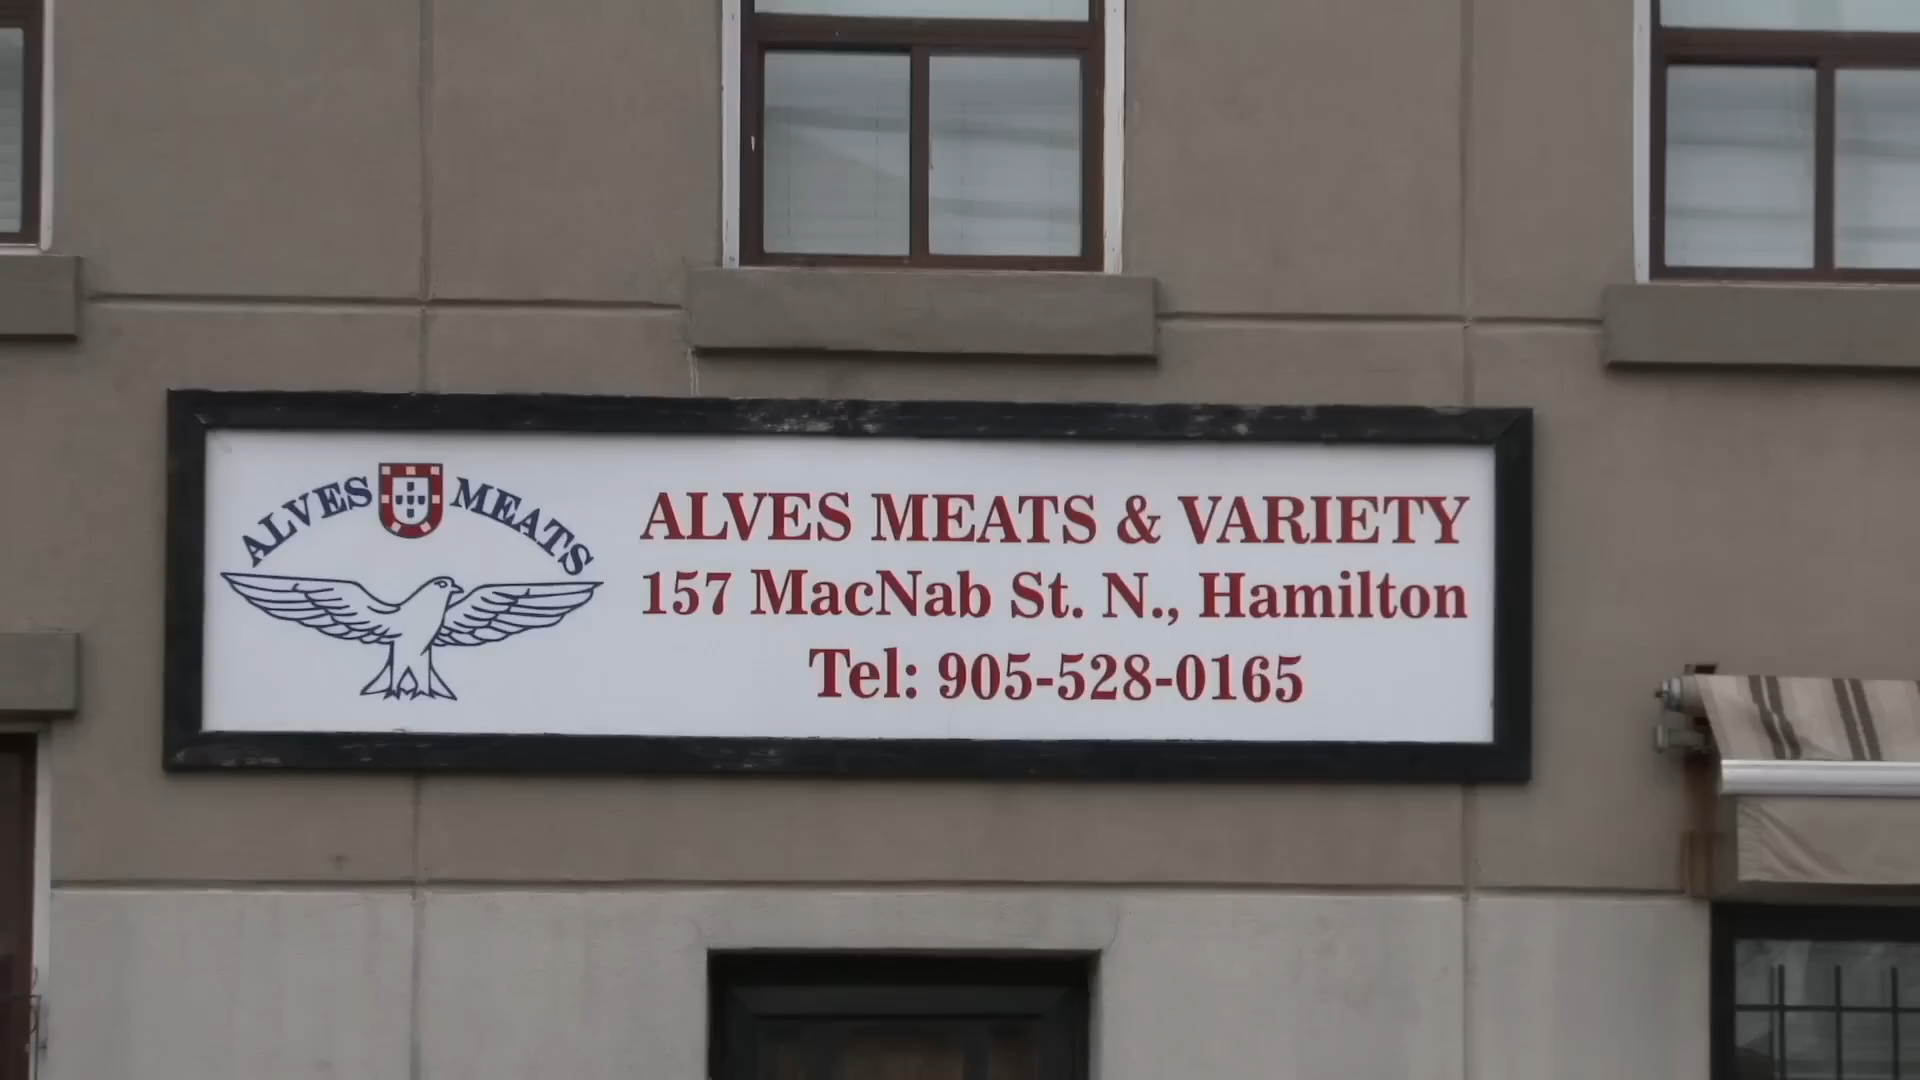 ALVES MEATS
ALVES MEATS & VARIETY
157 MacNab St. N., Hamilton
Tel: 905-528-0165